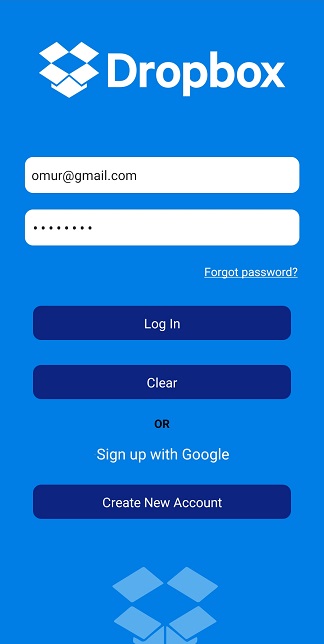 Dropbox
omur@gmail.com
••••••••
Forgot password?
Log In
Clear
OR
Sign up with Google
Create New Account